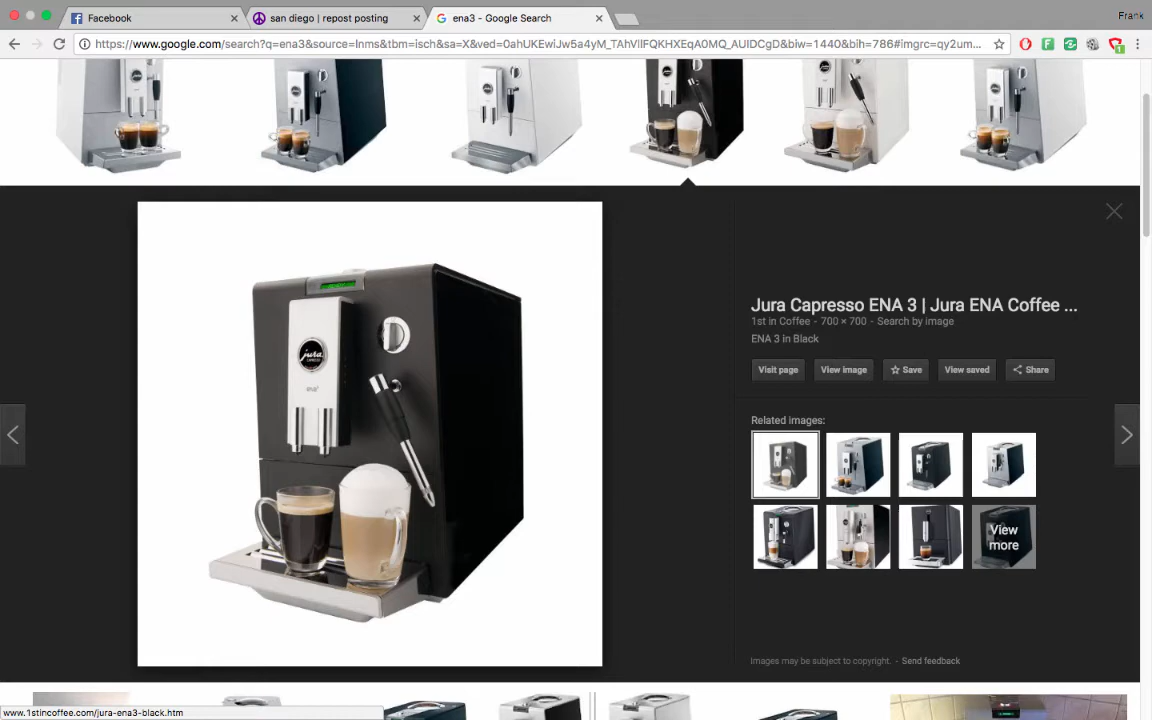 Facebook
san diego | repost posting
ena3 - Google Search
Frank
https://www.google.com/search?q=ena3&source=lnms&tbm=isch&sa=X&ved=0ahUKEwiJw5a4yM_TAhVlIFQKHXEqA0MQ_AUIDCgD&biw=1440&bih=786#imgrc=qy2um...
jura
ena3
Jura Capresso ENA 3 | Jura ENA Coffee ...
1st in Coffee - 700 × 700 - Search by image
ENA 3 in Black
Visit page
View image
Save
View saved
Share
Related images:
View
more
Images may be subject to copyright. - Send feedback
www.1stincoffee.com/jura-ena3-black.htm